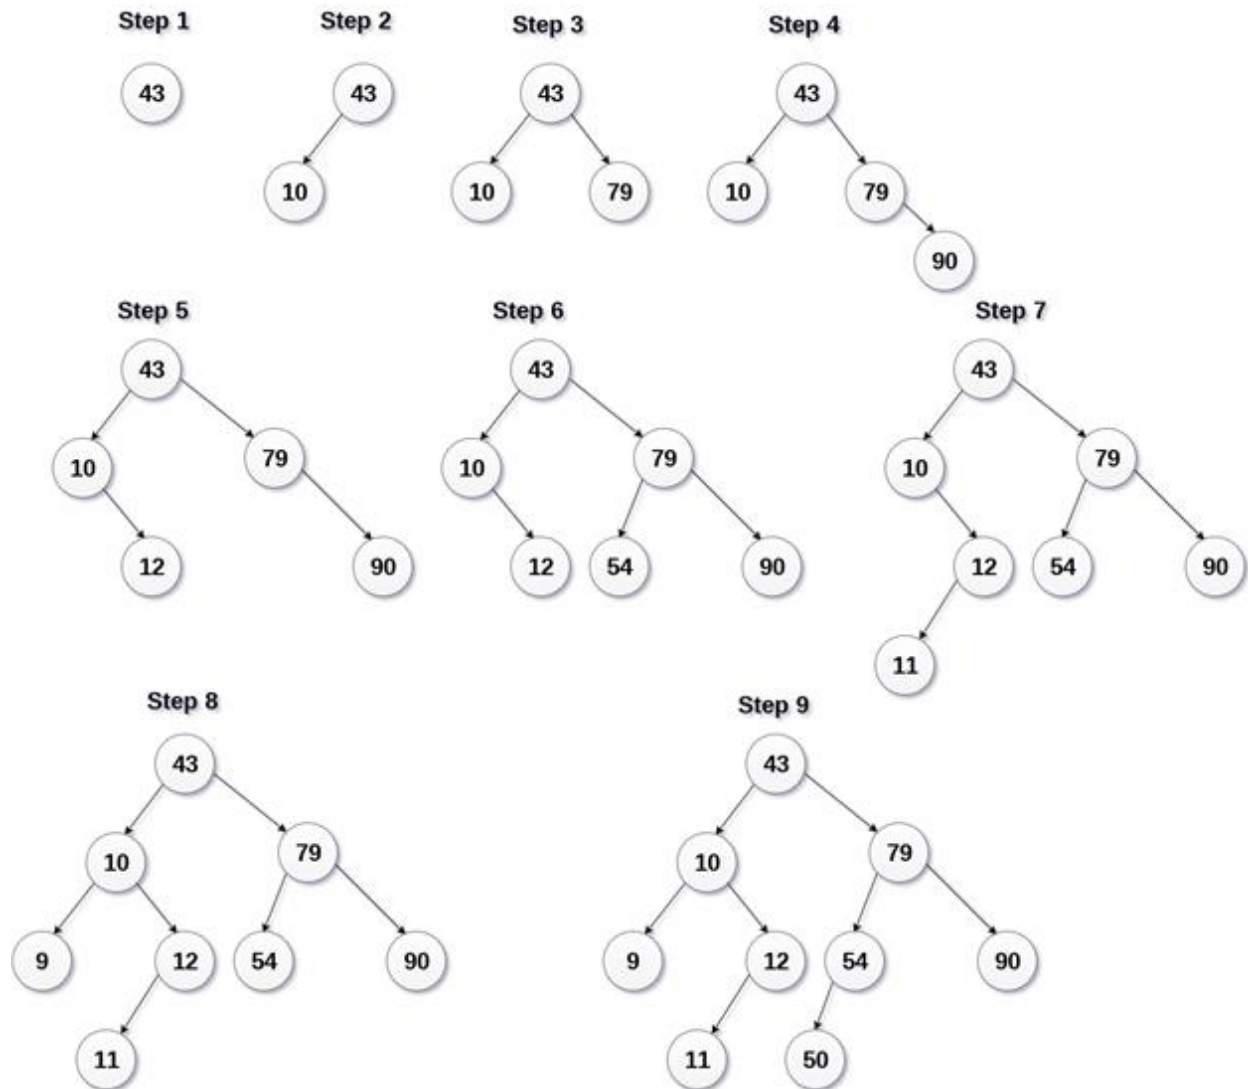 Step 1 Step 2 Step 3 Step 4
43 43 43 43
10 10 79 10 79
90
Step 5 Step 6 Step 7
43 43 43
10 79 10 79 10 79
12 90 12 54 90 12 54 90
11
Step 8 Step 9
43 43
10 79 10 79
9 12 54 90 9 12 54 90
11 11 50